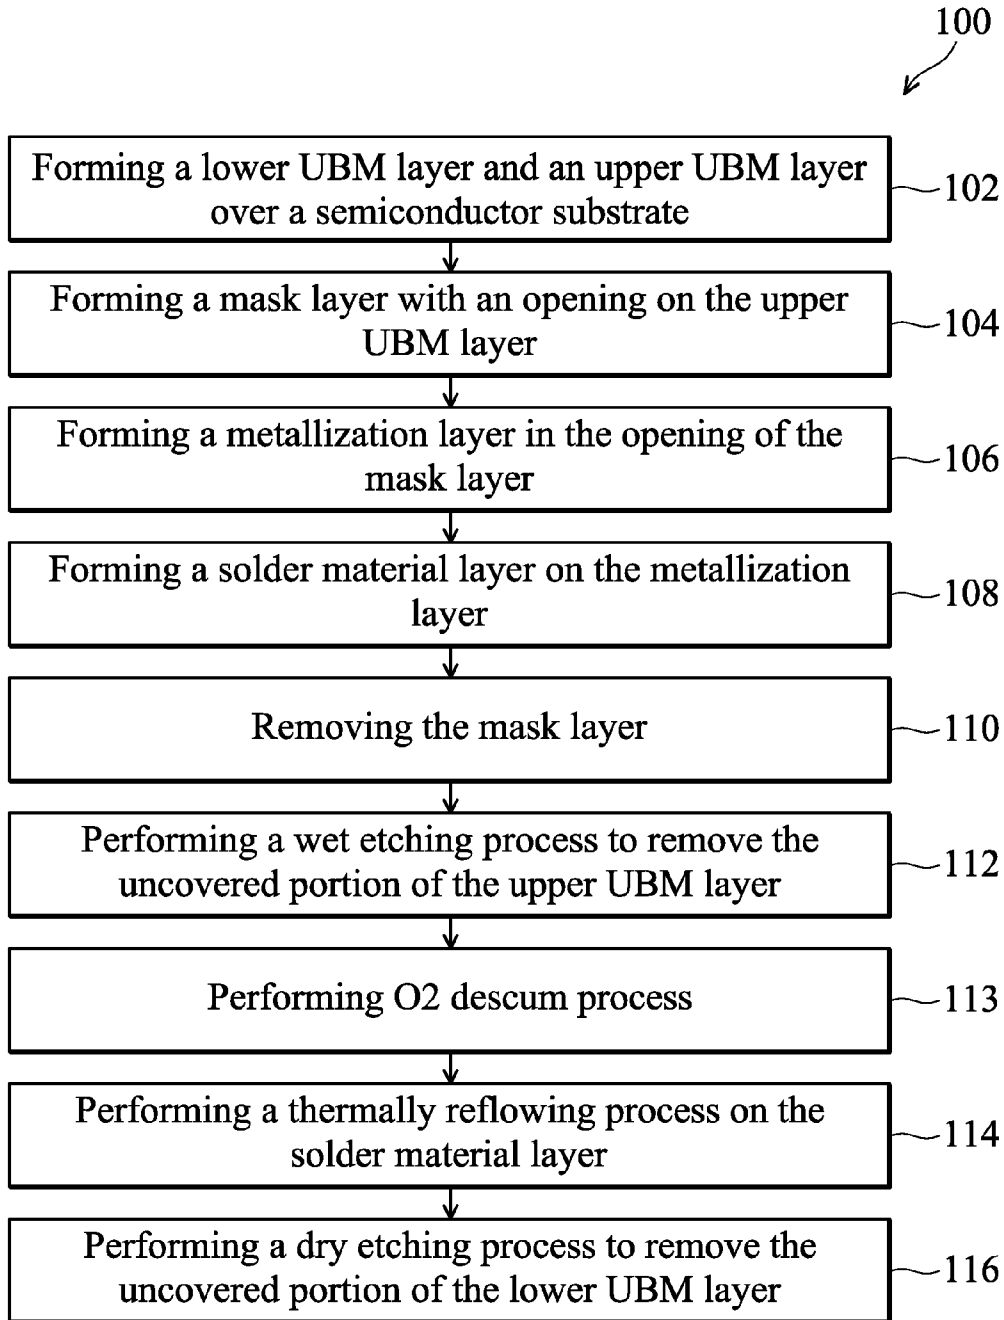 100
Forming a lower UBM layer and an upper UBM layer
over a semiconductor substrate
102
Forming a mask layer with an opening on the upper
UBM layer
104
Forming a metallization layer in the opening of the
mask layer
106
Forming a solder material layer on the metallization
layer
108
Removing the mask layer
110
Performing a wet etching process to remove the
uncovered portion of the upper UBM layer
112
Performing O2 descum process
113
Performing a thermally reflowing process on the
solder material layer
114
Performing a dry etching process to remove the
uncovered portion of the lower UBM layer
116